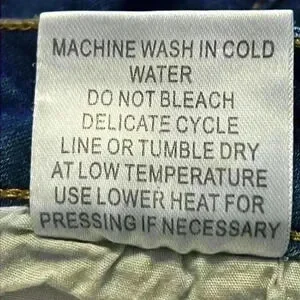 MACHINE WASH IN COLD
WATER
DO NOT BLEACH
DELICATE CYCLE
LINE OR TUMBLE DRY
AT LOW TEMPERATURE
USE LOWER HEAT FOR
PRESSING IF NECESSARY